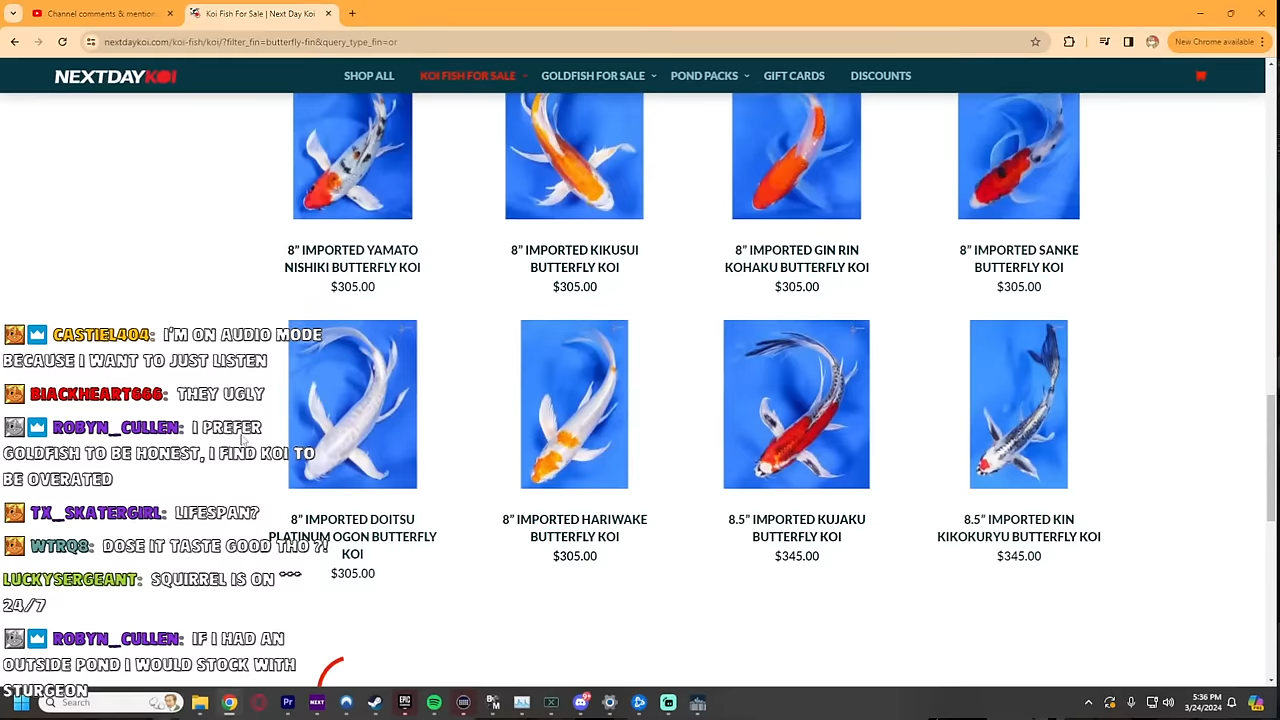 Channel comments & mention
Koi Fish For Sale | Next Day Koi
nextdaykoi.com/koi-fish/koi/?filter_fin=butterfly-fin&query_type_fin=or
New Chrome available
NEXTDAYKOI
SHOP ALL
KOI FISH FOR SALE
GOLDFISH FOR SALE
POND PACKS
GIFT CARDS
DISCOUNTS
8” IMPORTED YAMATO
NISHIKI BUTTERFLY KOI
$305.00
8” IMPORTED KIKUSUI
BUTTERFLY KOI
$305.00
8” IMPORTED GIN RIN
KOHAKU BUTTERFLY KOI
$305.00
8” IMPORTED SANKE
BUTTERFLY KOI
$305.00
CASTIEL404: I'M ON AUDIO MODE
BECAUSE I WANT TO JUST LISTEN
BIACKHEART666: THEY UGLY
ROBYN_CULLEN: I PREFER
GOLDFISH TO BE HONEST, I FIND KOI TO
BE OVERATED
TX_SKATERGIRL: LIFESPAN?
WTRQ8: DOSE IT TASTE GOOD THO ?!
LUCKYSERGEANT: SQUIRREL IS ON
24/7
ROBYN_CULLEN: IF I HAD AN
OUTSIDE POND I WOULD STOCK WITH
STURGEON
8” IMPORTED DOITSU
PLATINUM OGON BUTTERFLY
KOI
$305.00
8” IMPORTED HARIWAKE
BUTTERFLY KOI
$305.00
8.5” IMPORTED KUJAKU
BUTTERFLY KOI
$345.00
8.5” IMPORTED KIN
KIKOKURYU BUTTERFLY KOI
$345.00
Search
Pr
NEXT
EPIC
5:36 PM
3/24/2024